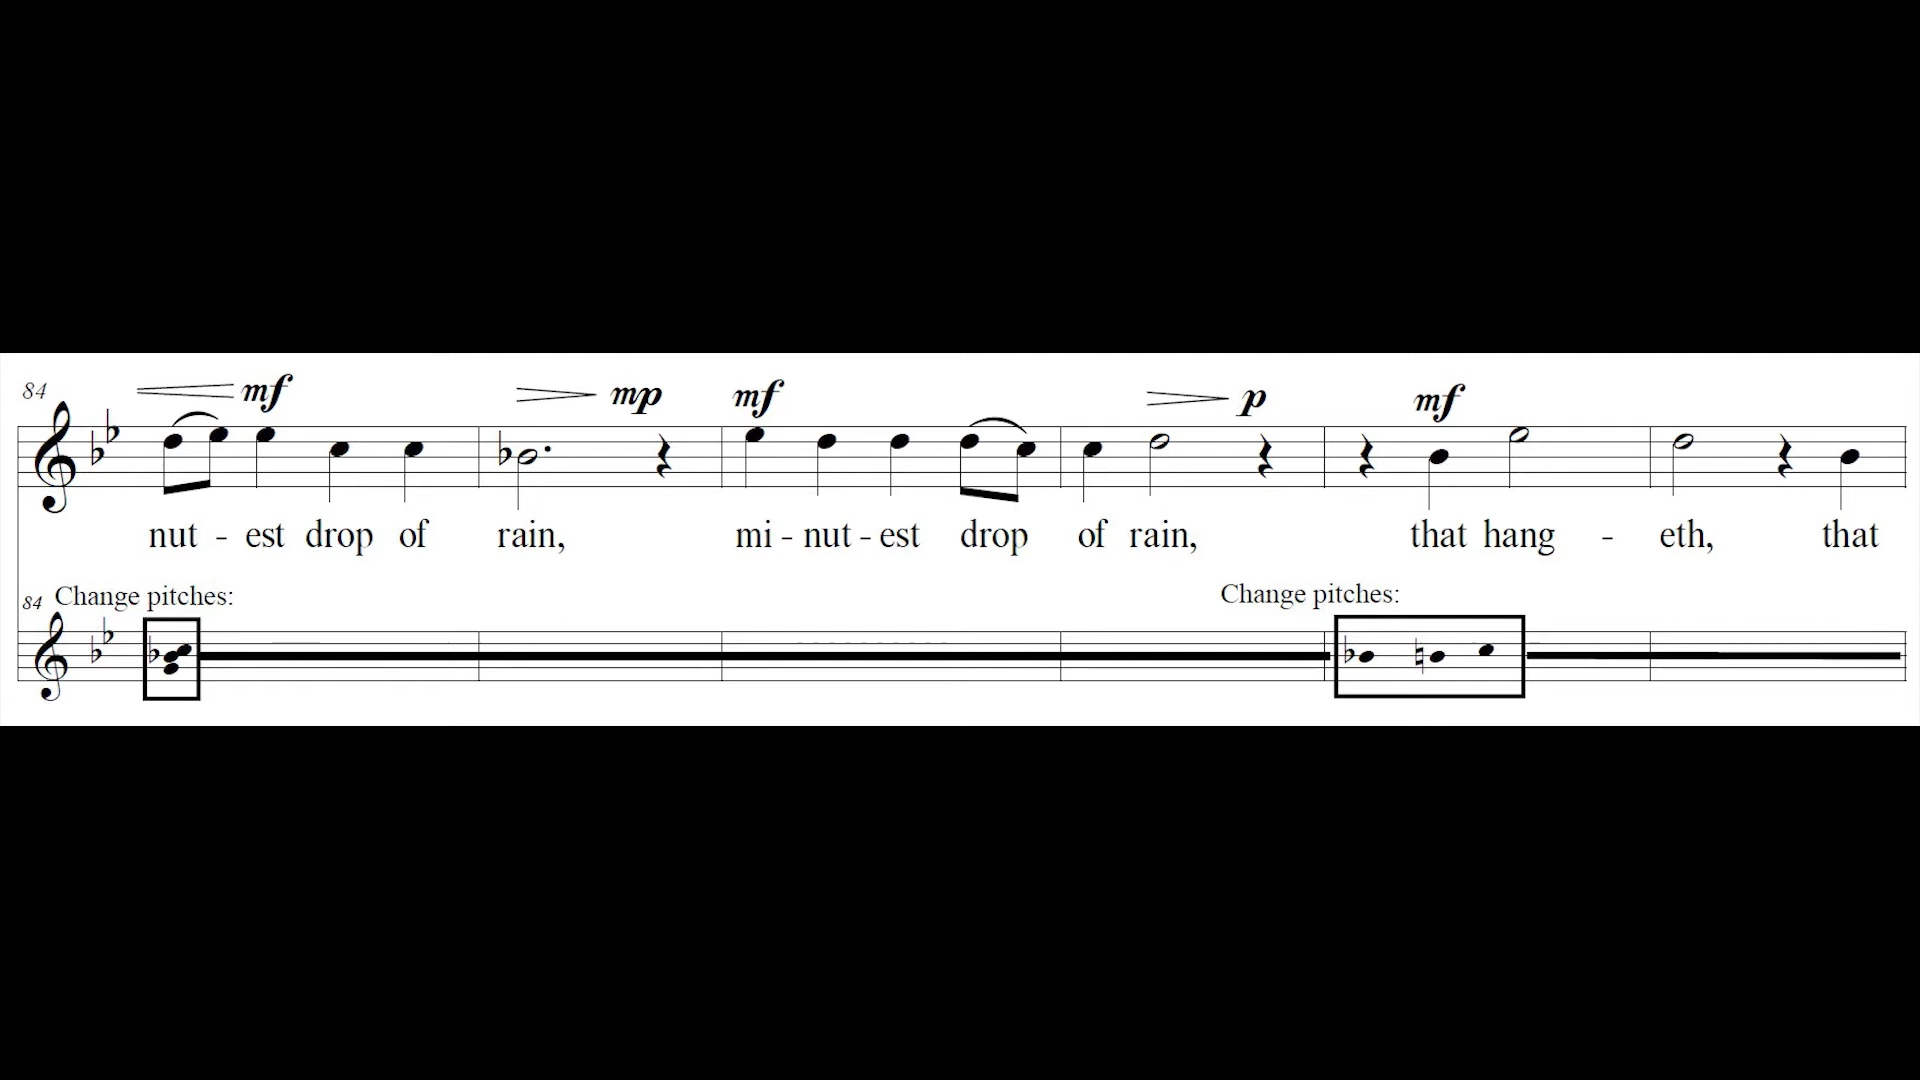 84 mf mp mf p mf
nut - est drop of rain, mi - nut - est drop of rain, that hang - eth, that
84 Change pitches: Change pitches: